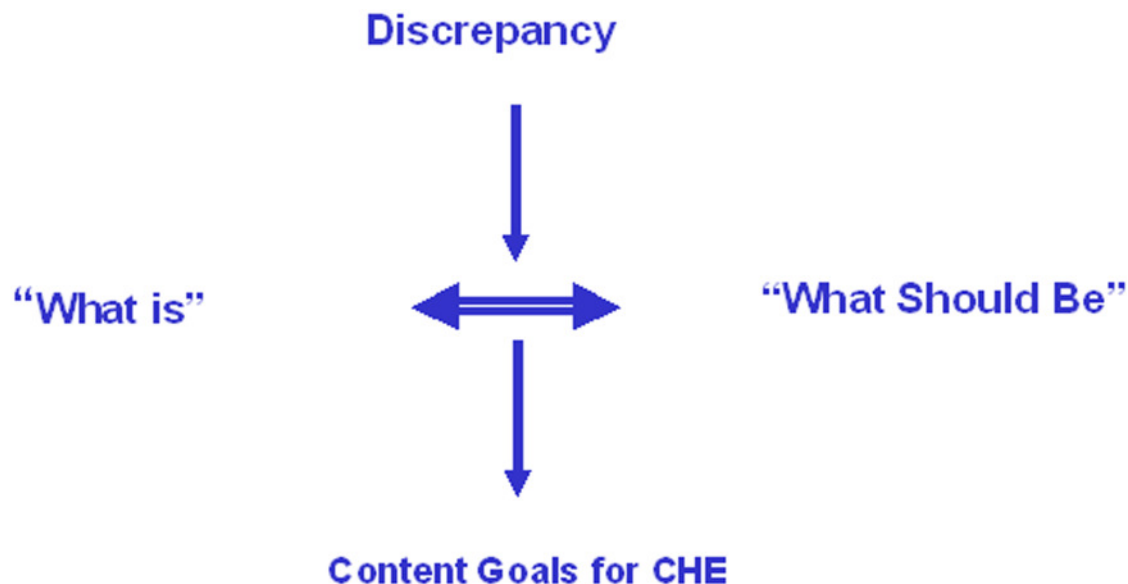 Discrepancy
“What is”
“What Should Be”
Content Goals for CHE